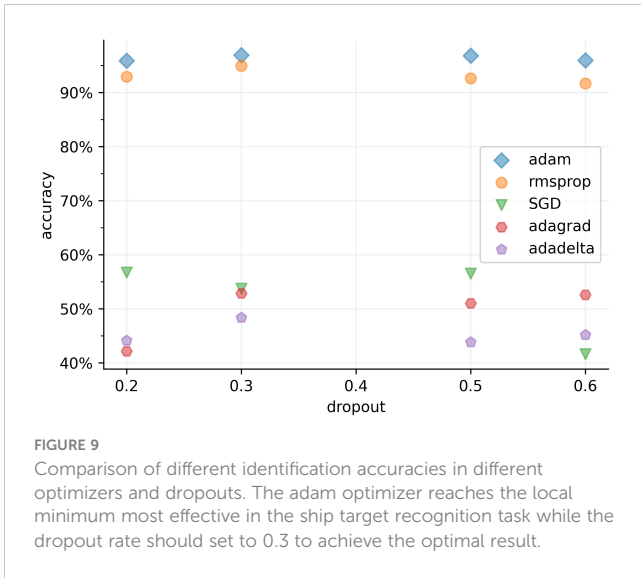 90%
80%
70%
60%
50%
40%
accuracy
0.2 0.3 0.4 0.5 0.6
dropout
adam
rmsprop
SGD
adagrad
adadelta
FIGURE 9
Comparison of different identification accuracies in different
optimizers and dropouts. The adam optimizer reaches the local
minimum most effective in the ship target recognition task while the
dropout rate should set to 0.3 to achieve the optimal result.